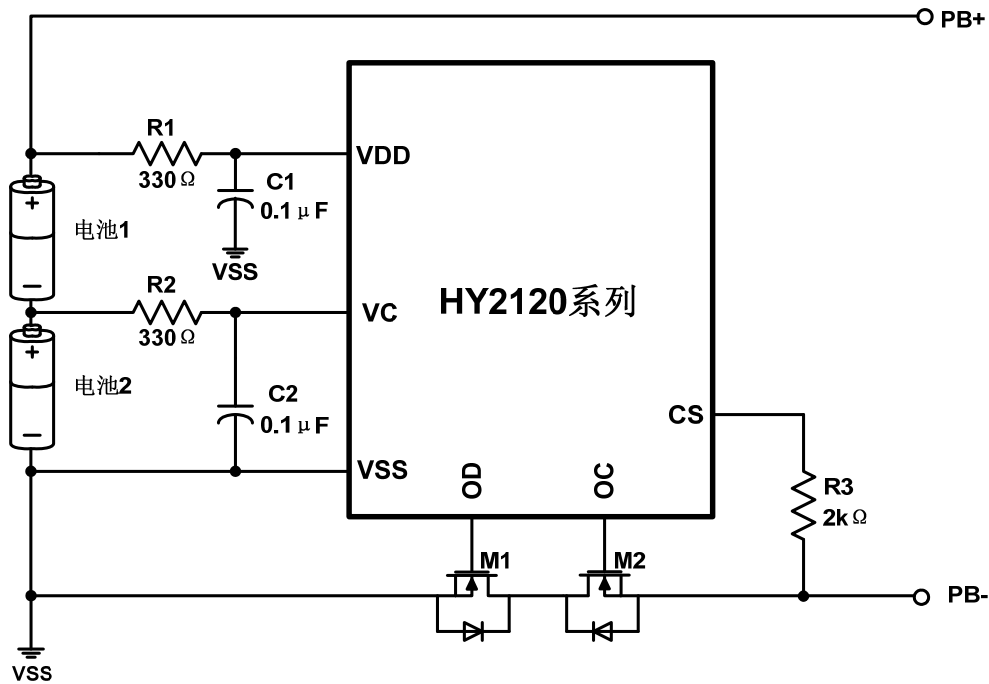 PB+
R1
VDD
330Ω
C1
0.1μF
电池1
VSS
R2
HY2120系列
VC
330Ω
电池2
C2
0.1μF
CS
VSS
OD
OC
R3
2kΩ
M1
M2
PB-
VSS